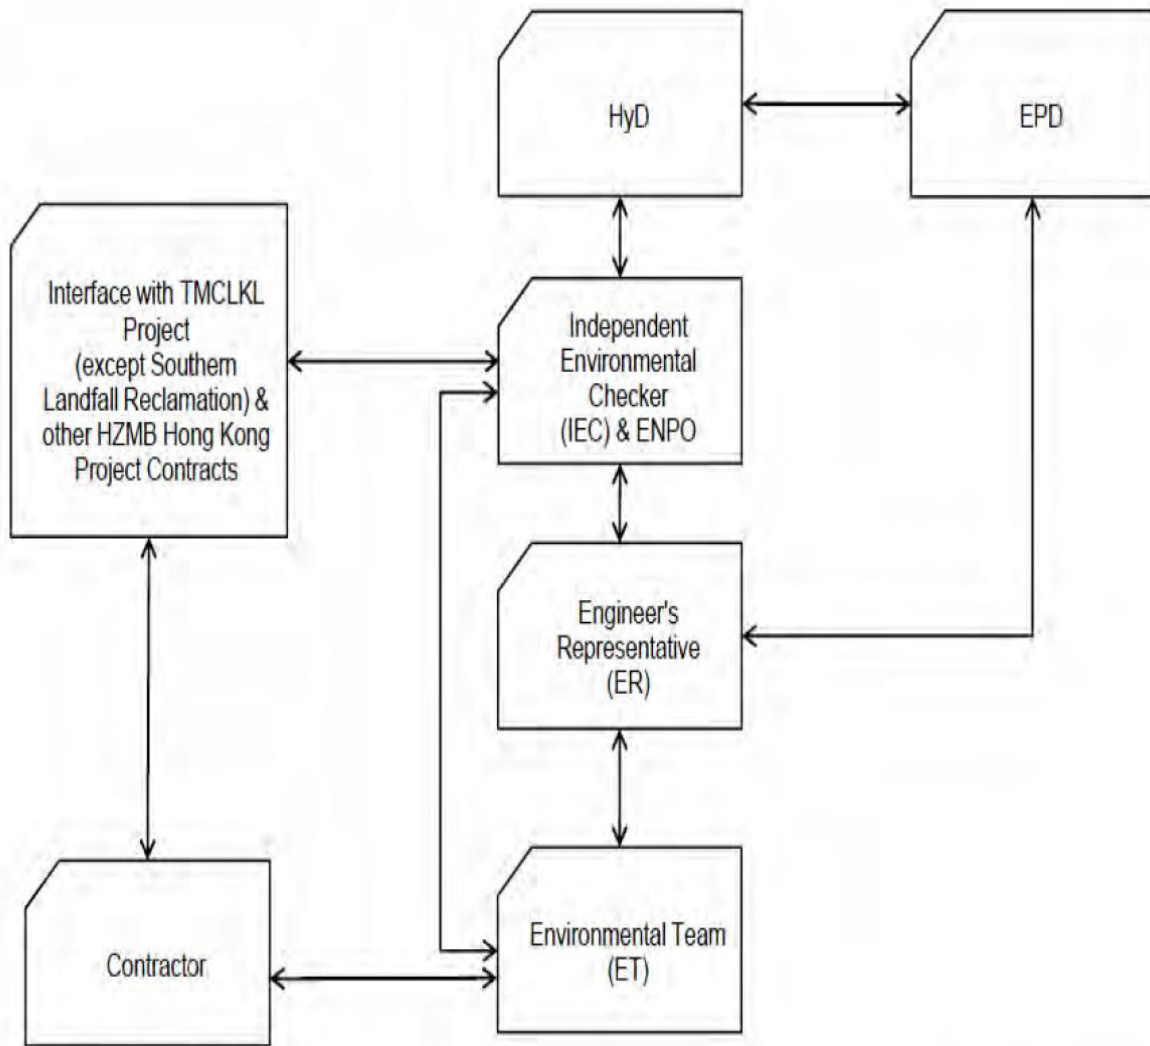 HyD
EPD
Interface with TMCLKL
Project
(except Southern
Landfall Reclamation) &
other HZMB Hong Kong
Project Contracts
Independent
Environmental
Checker
(IEC) & ENPO
Engineer's
Representative
(ER)
Contractor
Environmental Team
(ET)